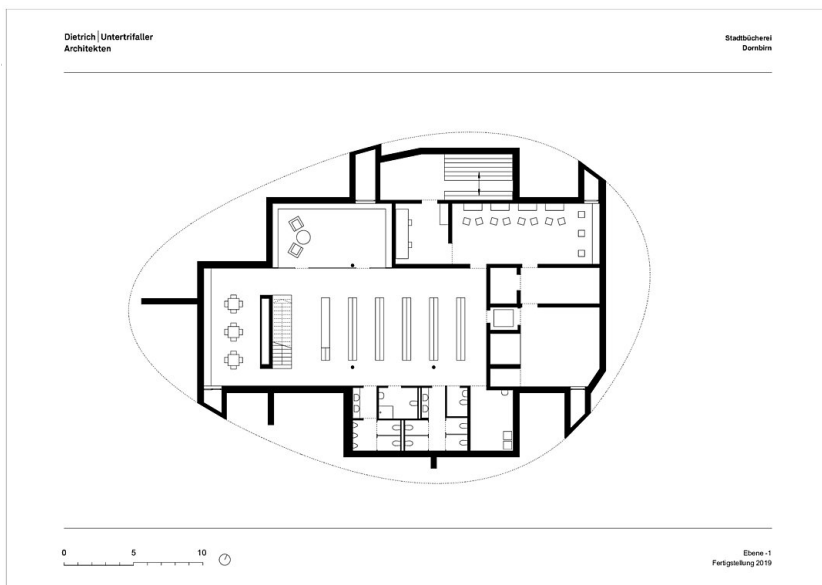 Dietrich | Untertrifaller
Architekten
Stadtbücherei
Dornbirn
0 5 10
Ebene -1
Fertigstellung 2019